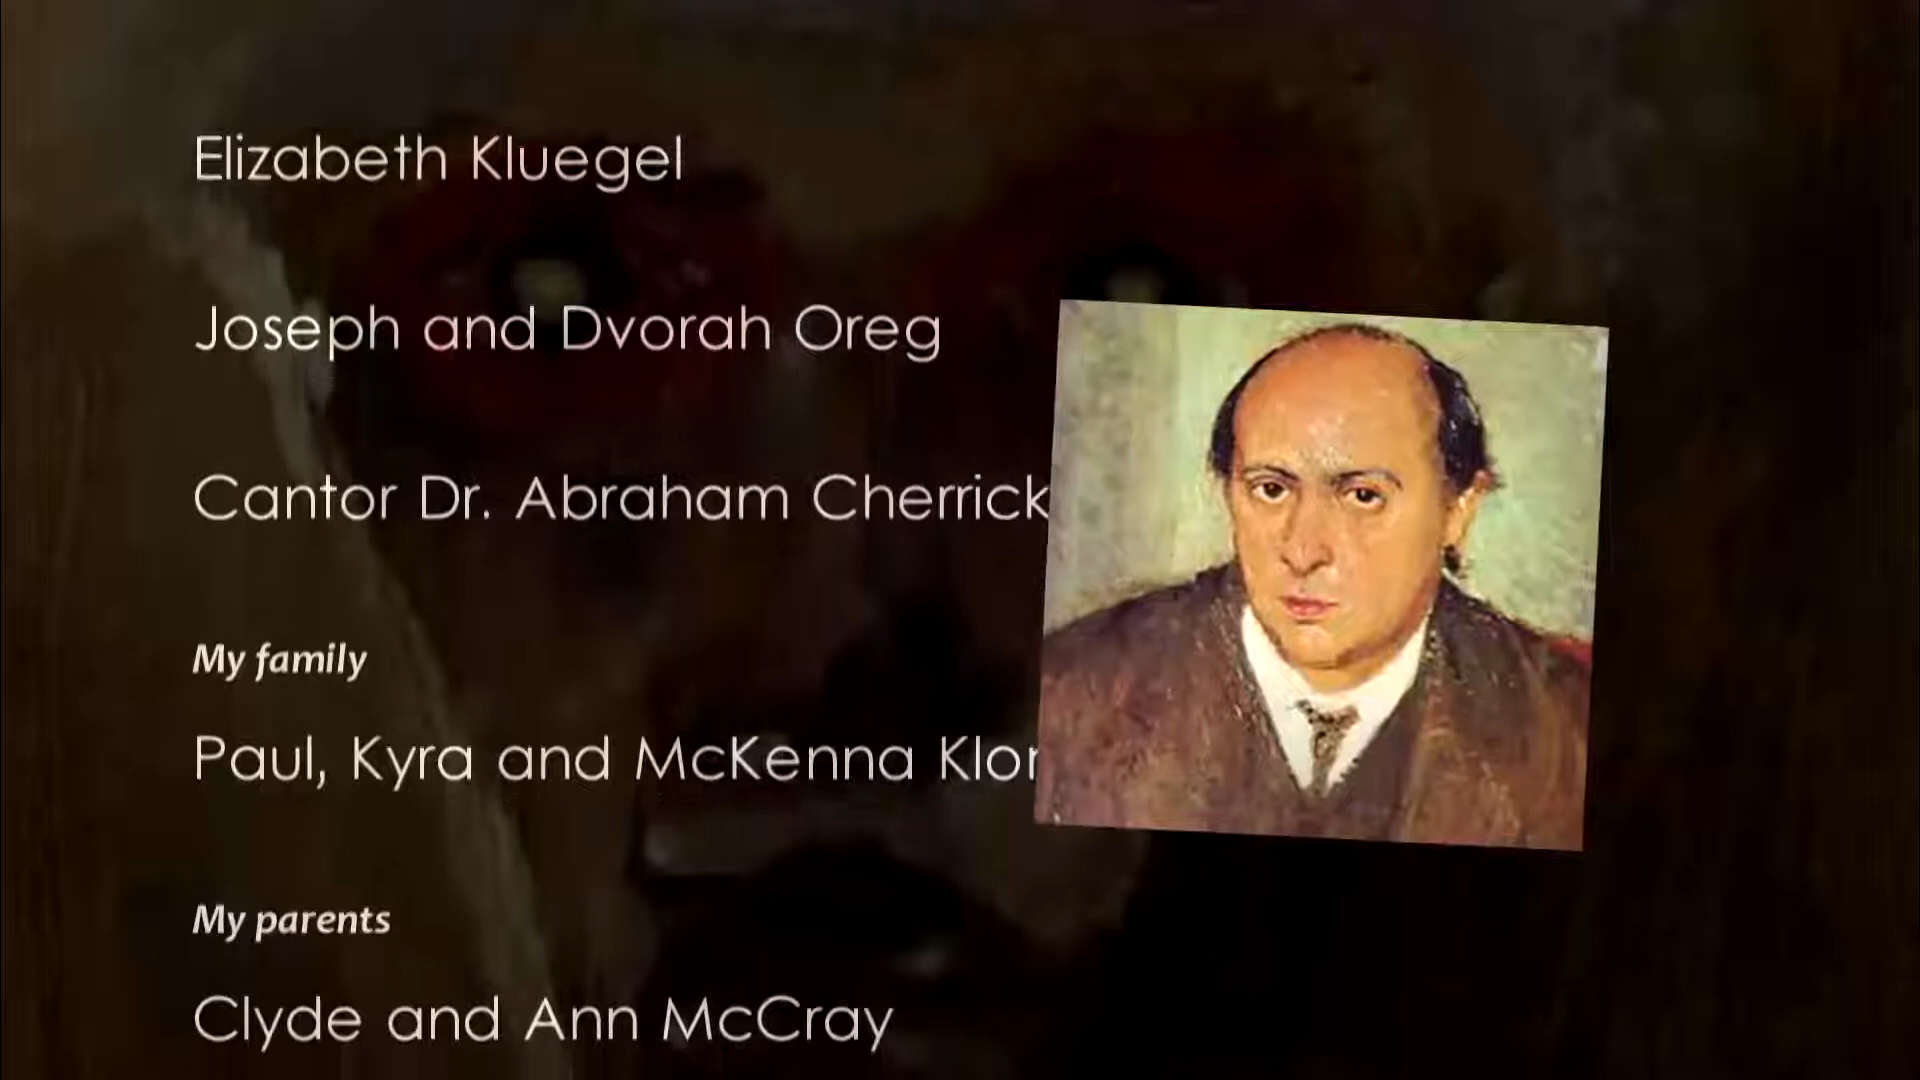 Elizabeth Kluegel
Joseph and Dvorah Oreg
Cantor Dr. Abraham Cherrick
My family
Paul, Kyra and McKenna
My parents
Clyde and Ann McCray